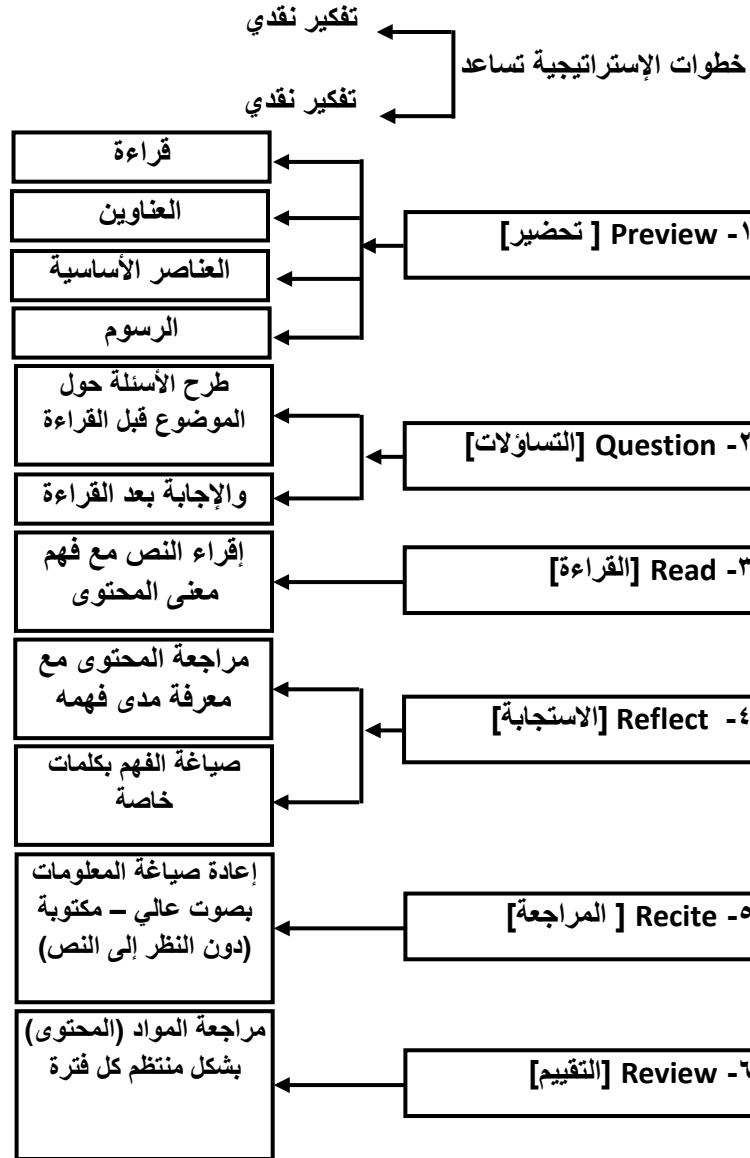 خطوات الإستراتيجية تساعد
تفكير نقدي
تفكير نقدي
١- Preview [ تحضير]
قراءة
العناوين
العناصر الأساسية
الرسوم
٢- Question [التساؤلات]
طرح الأسئلة حول
الموضوع قبل القراءة
والإجابة بعد القراءة
٣- Read [القراءة]
إقراء النص مع فهم
معنى المحتوى
٤- Reflect [الاستجابة]
مراجعة المحتوى مع
معرفة مدى فهمه
صياغة الفهم بكلمات
خاصة
٥- Recite [ المراجعة]
إعادة صياغة المعلومات
بصوت عالي – مكتوبة
(دون النظر إلى النص)
٦- Review [التقييم]
مراجعة المواد (المحتوى)
بشكل منتظم كل فترة